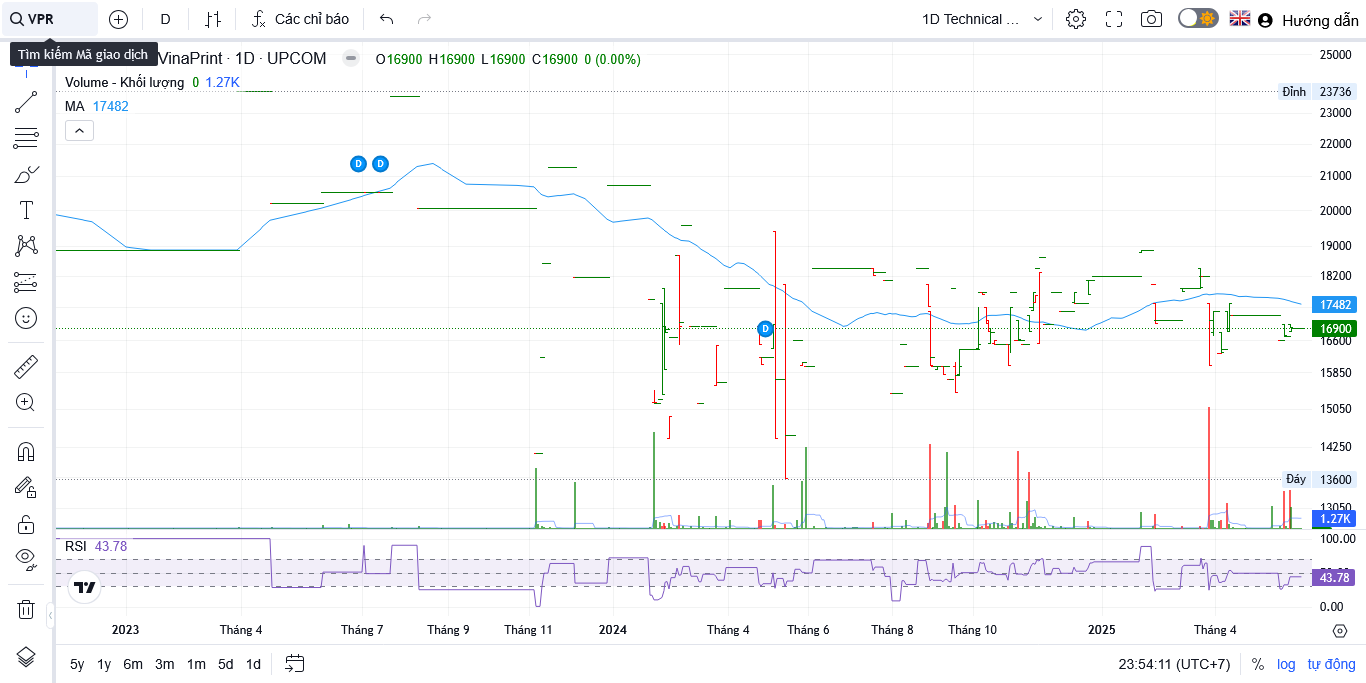 VPR
D
Các chỉ báo
1D Technical ...
Hướng dẫn
Tìm kiếm Mã giao dịch
VinaPrint · 1D · UPCOM
O16900 H16900 L16900 C16900 0 (0.00%)
Volume - Khối lượng 0 1.27K
MA 17482
25000
Đỉnh 23736
23000
22000
21000
20000
19000
18200
17482
16900
16600
15850
15050
14250
Đáy 13600
13050
1.27K
D D
D
RSI 43.78
100.00
43.78
0.00
2023 Tháng 4 Tháng 7 Tháng 9 Tháng 11 2024 Tháng 4 Tháng 6 Tháng 8 Tháng 10 2025 Tháng 4
5y 1y 6m 3m 1m 5d 1d
23:54:11 (UTC+7) % log tự động